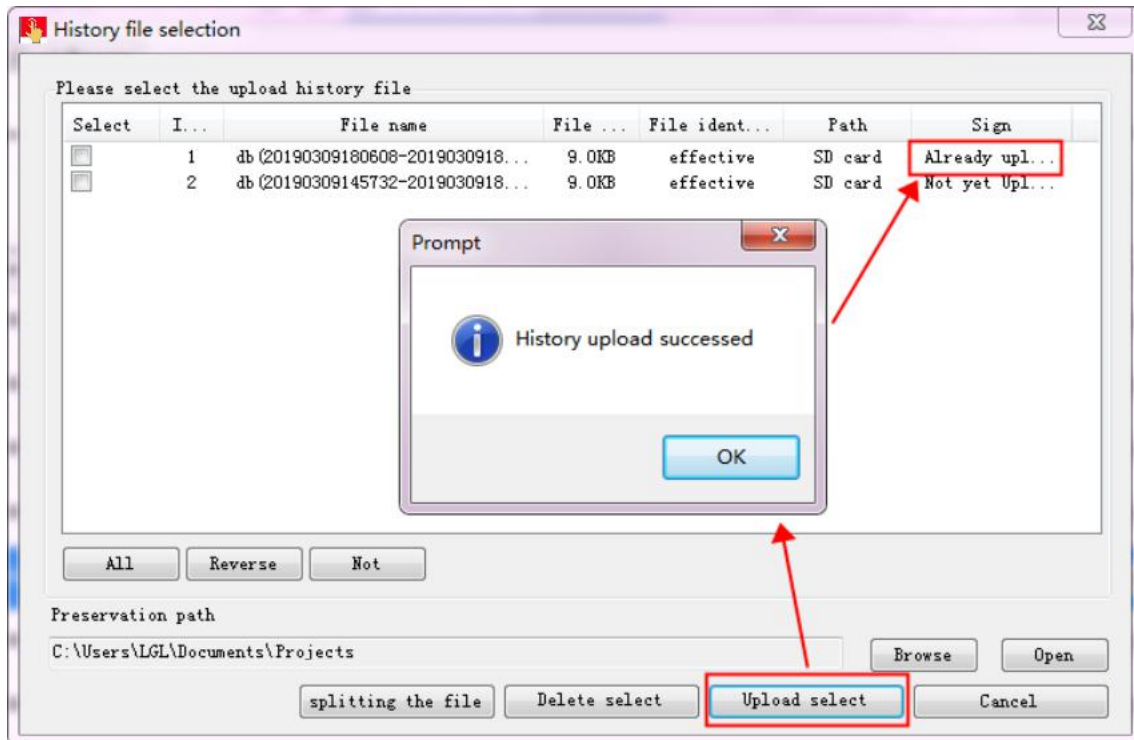 History file selection
Please select the upload history file
Select I... File name File ... File ident... Path Sign
1 db(20190309180608-2019030918... 9.0KB effective SD card Already upl...
2 db(20190309145732-2019030918... 9.0KB effective SD card Not yet Upl...
Prompt
History upload successed
OK
All Reverse Not
Preservation path
C:\Users\LGL\Documents\Projects Browse Open
splitting the file Delete select Upload select Cancel